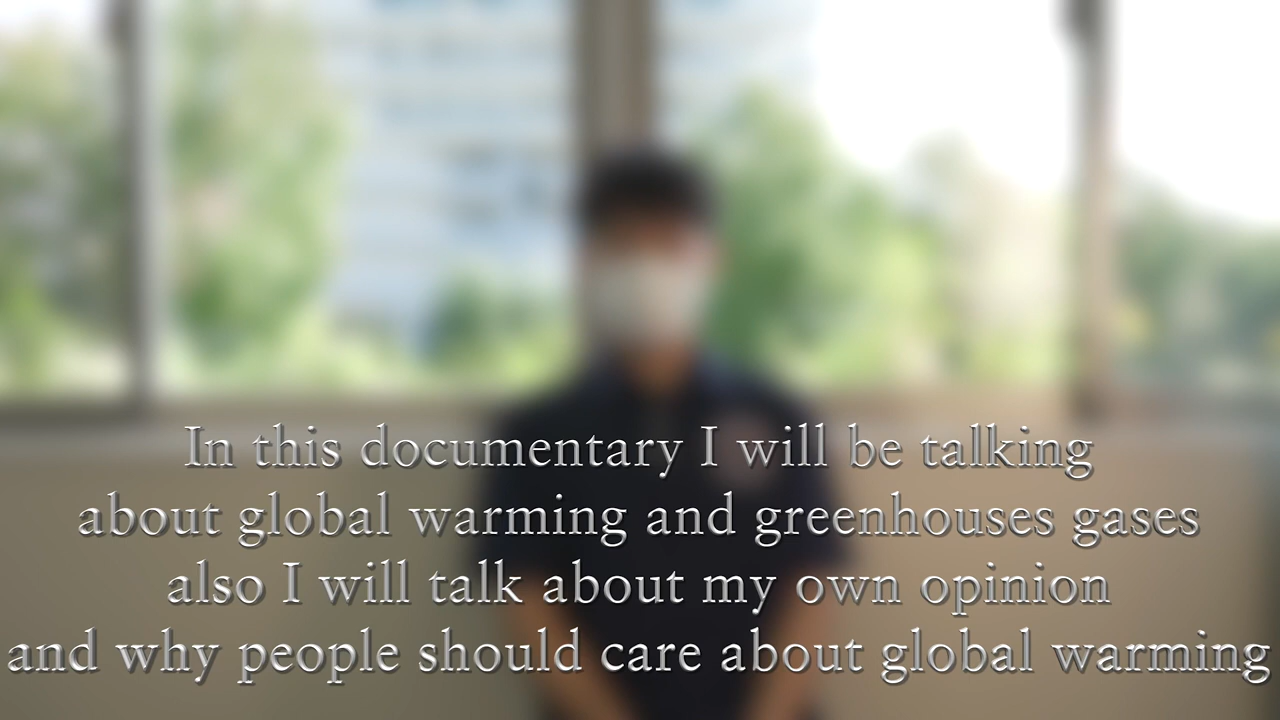 In this documentary I will be talking
about global warming and greenhouses gases
also I will talk about my own opinion
and why people should care about global warming